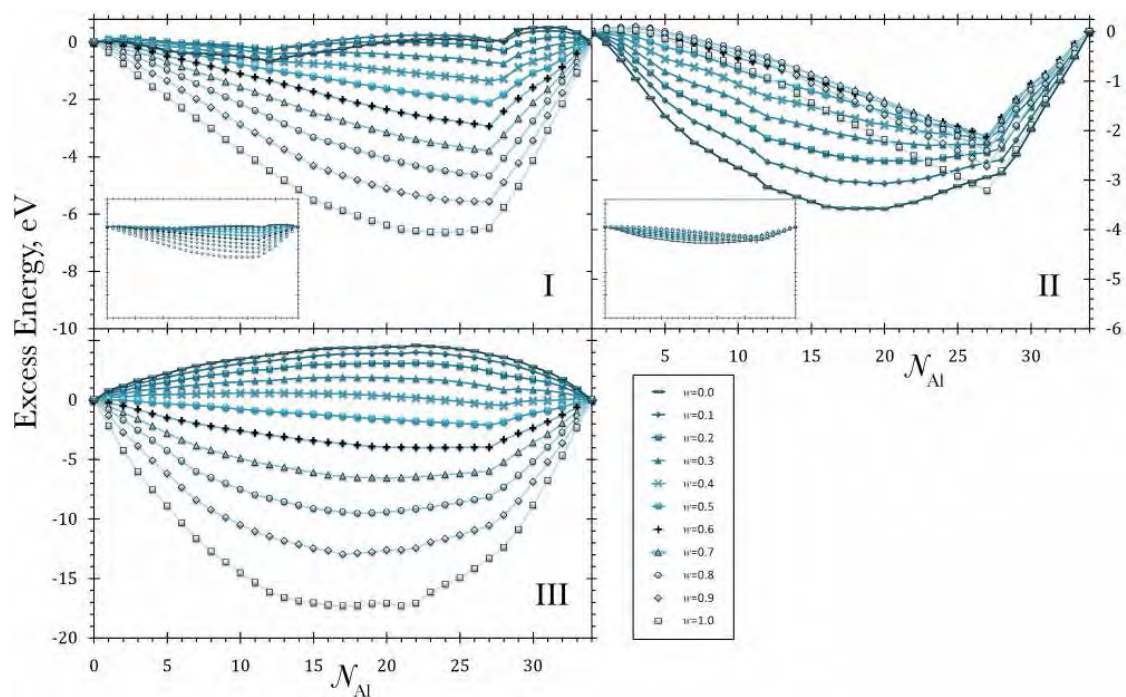 0
-2
-4
-6
-8
-10
I
0
-1
-2
-3
-4
-5
-6
II
5 10 15 20 25 30
𝒩Al
Excess Energy, eV
0
-5
-10
-15
-20
III
0 5 10 15 20 25 30
𝒩Al
w=0.0
w=0.1
w=0.2
w=0.3
w=0.4
w=0.5
w=0.6
w=0.7
w=0.8
w=0.9
w=1.0